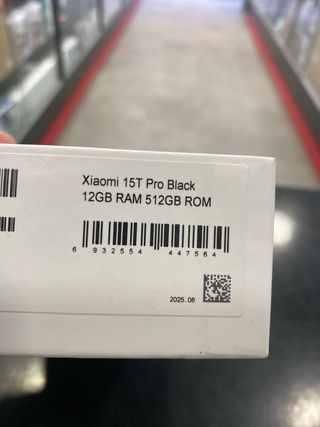 Xiaomi 15T Pro Black
12GB RAM 512GB ROM
6 932554 447564
2025.08